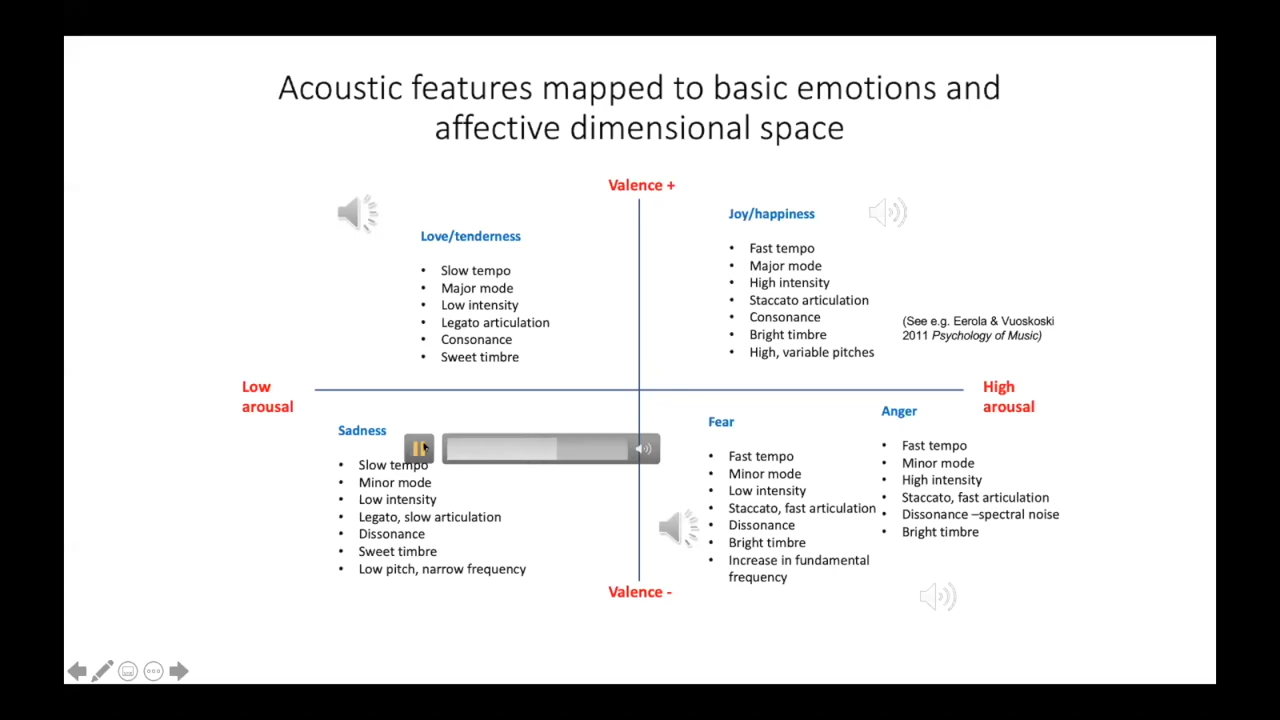 Acoustic features mapped to basic emotions and
affective dimensional space
Valence +
Love/tenderness
• Slow tempo
• Major mode
• Low intensity
• Legato articulation
• Consonance
• Sweet timbre
Joy/happiness
• Fast tempo
• Major mode
• High intensity
• Staccato articulation
• Consonance
• Bright timbre
• High, variable pitches
(See e.g. Eerola & Vuoskoski
2011 Psychology of Music)
Low
arousal
High
arousal
Sadness
• Slow tempo
• Minor mode
• Low intensity
• Legato, slow articulation
• Dissonance
• Sweet timbre
• Low pitch, narrow frequency
Fear
• Fast tempo
• Minor mode
• Low intensity
• Staccato, fast articulation
• Dissonance
• Bright timbre
• Increase in fundamental
frequency
Anger
• Fast tempo
• Minor mode
• High intensity
• Staccato, fast articulation
• Dissonance –spectral noise
• Bright timbre
Valence -